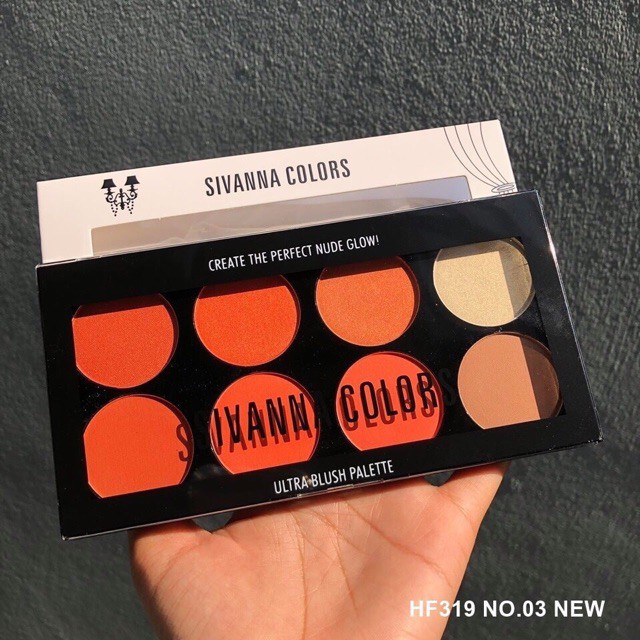 SIVANNA COLORS
CREATE THE PERFECT NUDE GLOW!
SIVANNA COLORS
ULTRA BLUSH PALETTE
HF319 NO.03 NEW